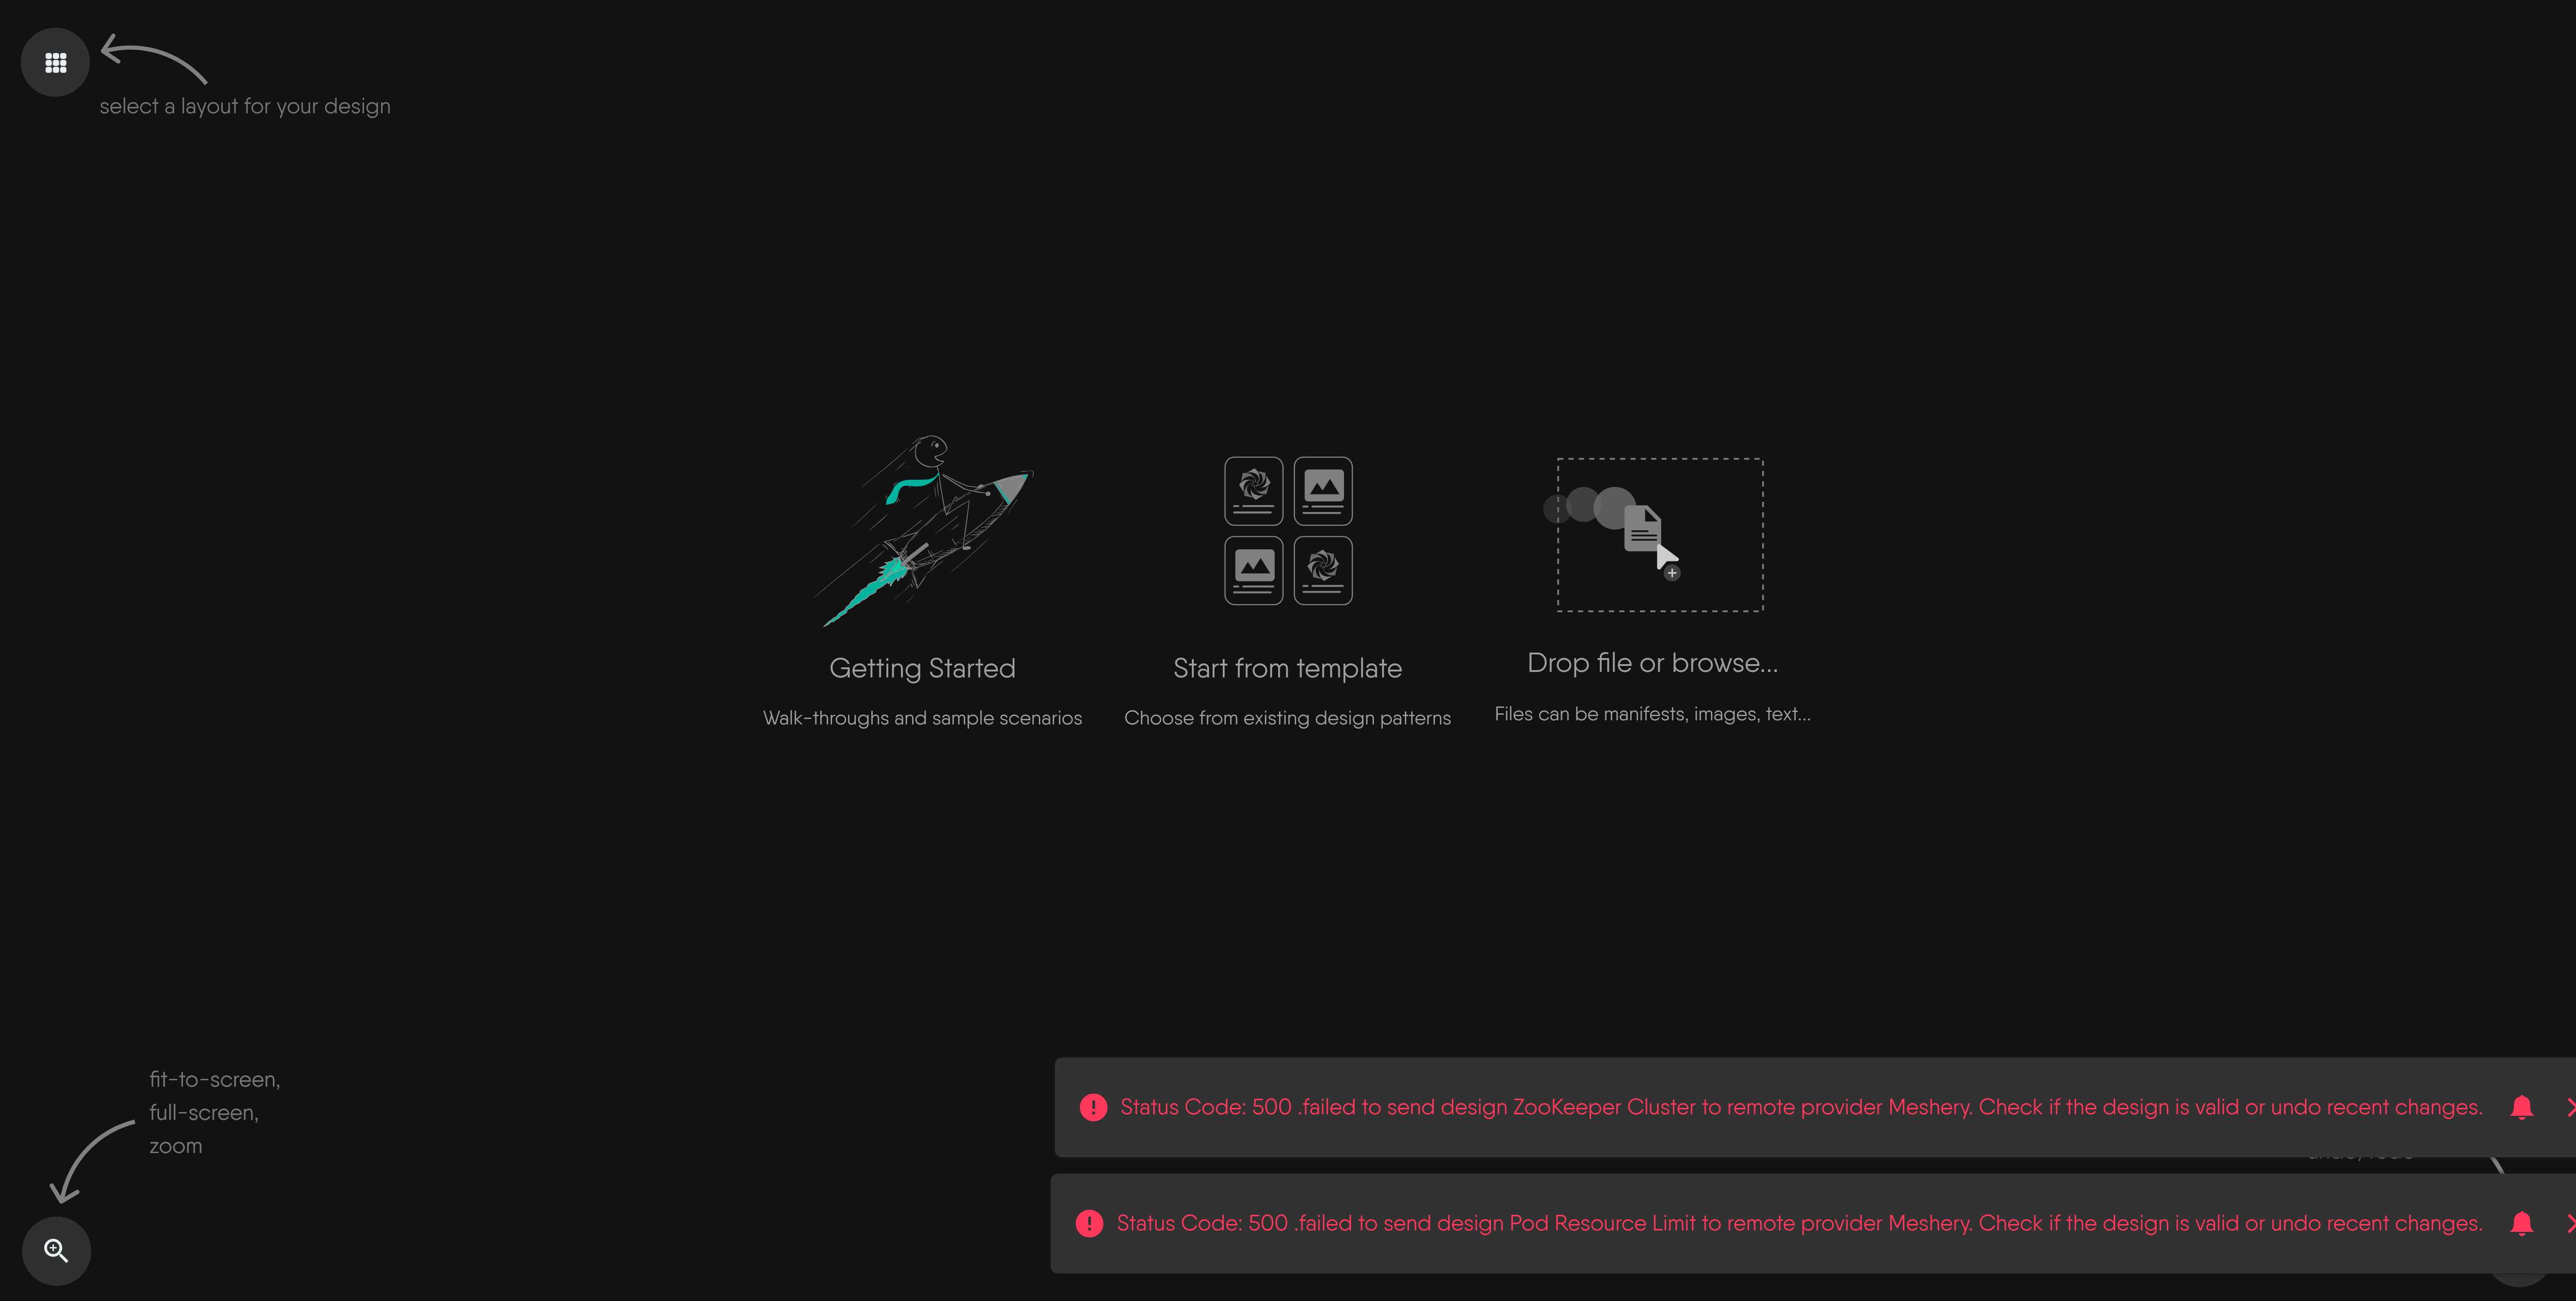 select a layout for your design
Getting Started
Walk-throughs and sample scenarios
Start from template
Choose from existing design patterns
Drop file or browse...
Files can be manifests, images, text...
fit-to-screen,
full-screen,
zoom
Status Code: 500 .failed to send design ZooKeeper Cluster to remote provider Meshery. Check if the design is valid or undo recent changes.
Status Code: 500 .failed to send design Pod Resource Limit to remote provider Meshery. Check if the design is valid or undo recent changes.